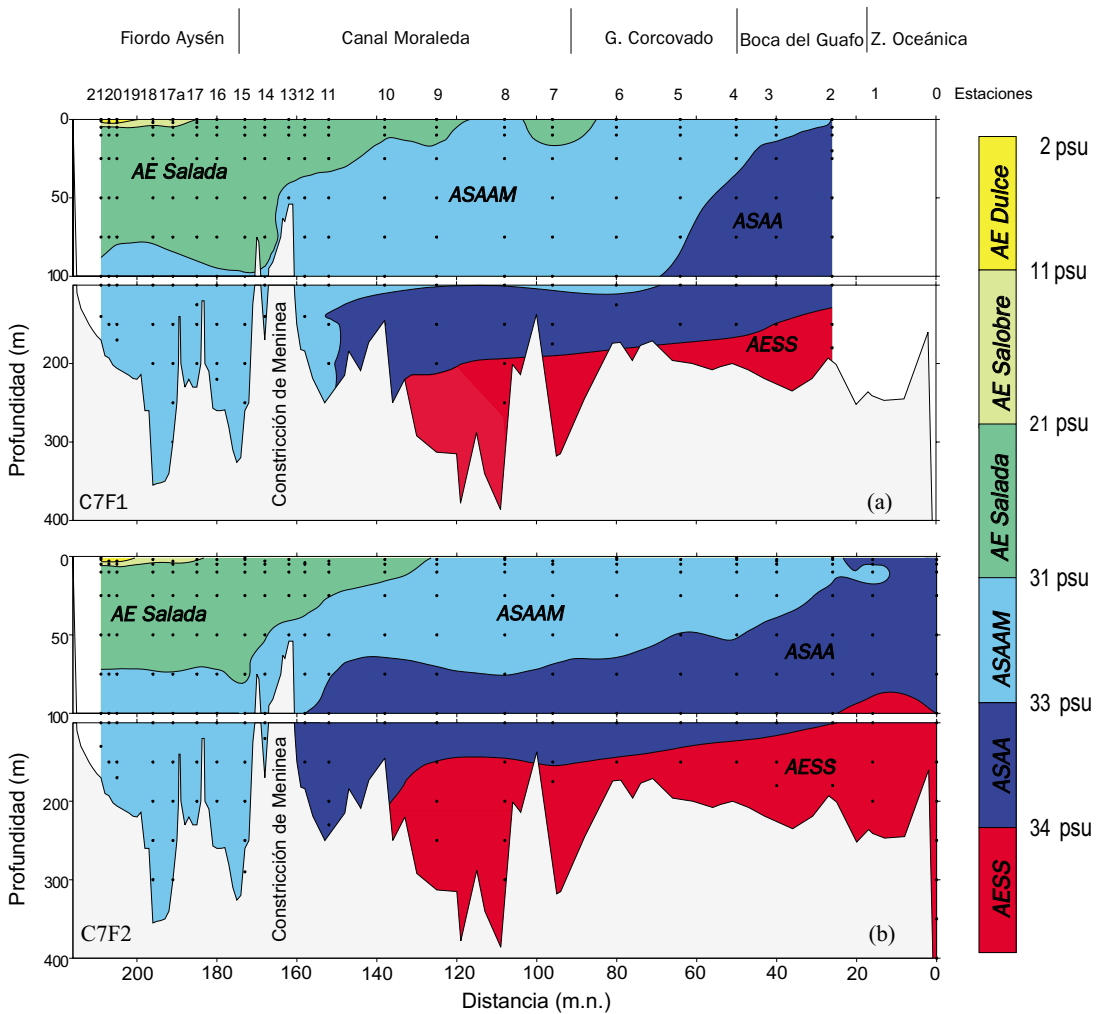 Fiordo Aysén Canal Moraleda G. Corcovado Boca del Guafo Z. Oceánica
21 20 19 18 17a 17 16 15 14 13 12 11 10 9 8 7 6 5 4 3 2 1 0 Estaciones
0
50
100
AE Salada
ASAAM
ASAA
200
300
400
AESS
Constricción de Meninea
C7F1
(a)
Profundidad (m)
0
50
100
AE Salada
ASAAM
ASAA
200
300
400
AESS
Constricción de Meninea
C7F2
(b)
Profundidad (m)
200 180 160 140 120 100 80 60 40 20 0
Distancia (m.n.)
AE Dulce
AE Salobre
AE Salada
ASAAM
ASAA
AESS
2 psu
11 psu
21 psu
31 psu
33 psu
34 psu